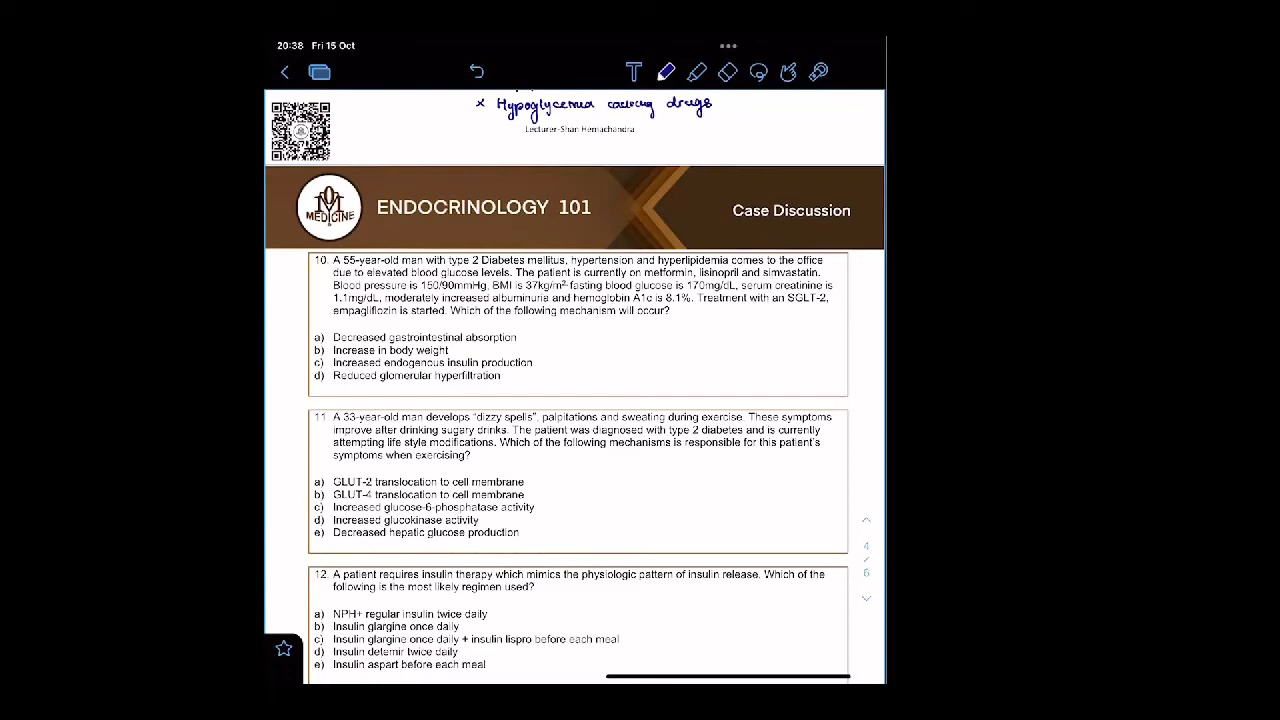 20:38 Fri 15 Oct
T
x Hypoglycemia causing drugs
Lecturer-Shan Hemachandra
101
MEDICINE
ENDOCRINOLOGY 101
Case Discussion
10. A 55-year-old man with type 2 Diabetes mellitus, hypertension and hyperlipidemia comes to the office
due to elevated blood glucose levels. The patient is currently on metformin, lisinopril and simvastatin.
Blood pressure is 150/90mmHg, BMI is 37kg/m², fasting blood glucose is 170mg/dL, serum creatinine is
1.1mg/dL, moderately increased albuminuria and hemoglobin A1c is 8.1%. Treatment with an SGLT-2,
empagliflozin is started. Which of the following mechanism will occur?
a) Decreased gastrointestinal absorption
b) Increase in body weight
c) Increased endogenous insulin production
d) Reduced glomerular hyperfiltration
11 A 33-year-old man develops "dizzy spells", palpitations and sweating during exercise. These symptoms
improve after drinking sugary drinks. The patient was diagnosed with type 2 diabetes and is currently
attempting life style modifications. Which of the following mechanisms is responsible for this patient's
symptoms when exercising?
a) GLUT-2 translocation to cell membrane
b) GLUT-4 translocation to cell membrane
c) Increased glucose-6-phosphatase activity
d) Increased glucokinase activity
e) Decreased hepatic glucose production
4
/
6
12. A patient requires insulin therapy which mimics the physiologic pattern of insulin release. Which of the
following is the most likely regimen used?
a) NPH+ regular insulin twice daily
b) Insulin glargine once daily
c) Insulin glargine once daily + insulin lispro before each meal
d) Insulin detemir twice daily
e) Insulin aspart before each meal